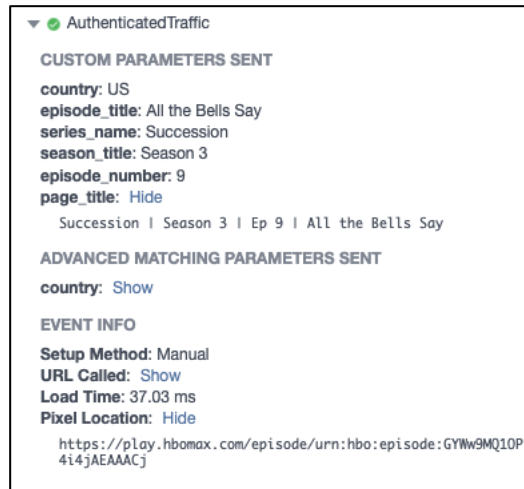 AuthenticatedTraffic
CUSTOM PARAMETERS SENT
country: US
episode_title: All the Bells Say
series_name: Succession
season_title: Season 3
episode_number: 9
page_title: Hide
Succession | Season 3 | Ep 9 | All the Bells Say
ADVANCED MATCHING PARAMETERS SENT
country: Show
EVENT INFO
Setup Method: Manual
URL Called: Show
Load Time: 37.03 ms
Pixel Location: Hide
https://play.hbomax.com/episode/urn:hbo:episode:GYWw9MQ1OP
4i4jAEAAACj